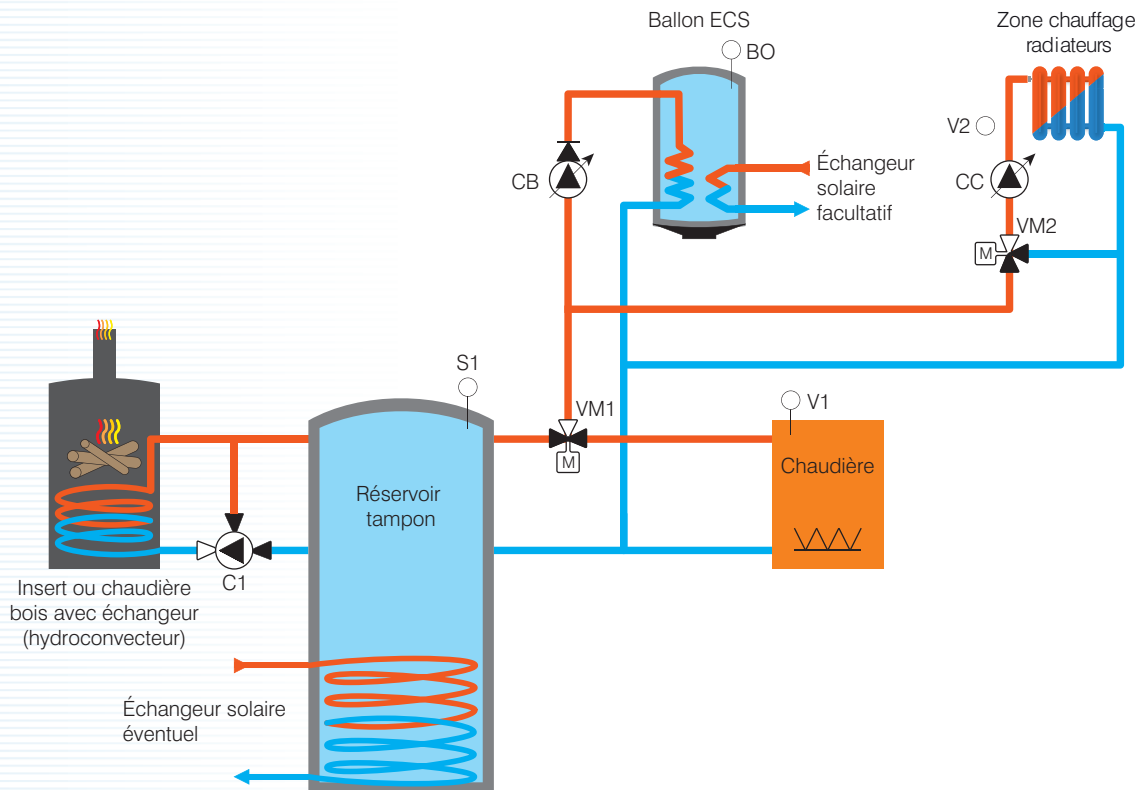 Ballon ECS
BO
Zone chauffage
radiateurs
V2
CB
Échangeur
solaire
facultatif
CC
VM2
M
S1
VM1
V1
M
Chaudière
Réservoir
tampon
C1
Insert ou chaudière
bois avec échangeur
(hydroconvecteur)
Échangeur solaire
éventuel